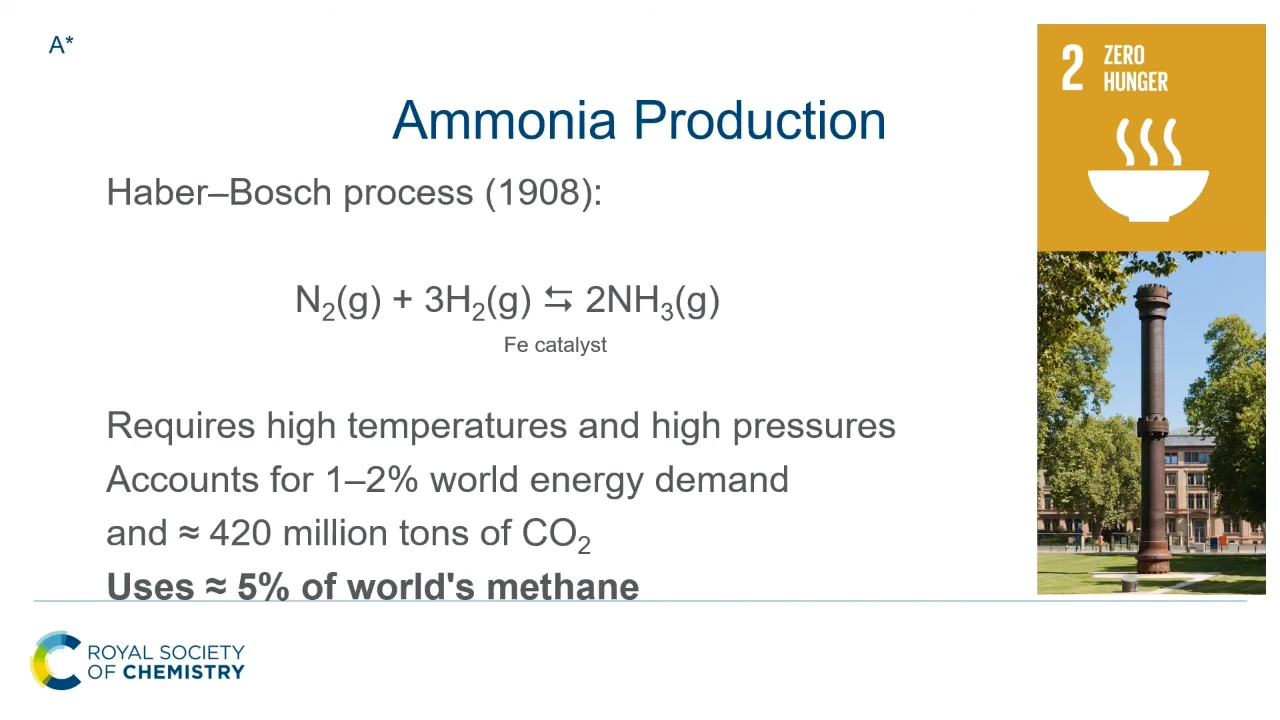 A*
2 ZERO
HUNGER
Ammonia Production
Haber–Bosch process (1908):
N₂(g) + 3H₂(g) ⇆ 2NH₃(g)
Fe catalyst
Requires high temperatures and high pressures
Accounts for 1–2% world energy demand
and ≈ 420 million tons of CO₂
Uses ≈ 5% of world's methane
ROYAL SOCIETY
OF CHEMISTRY